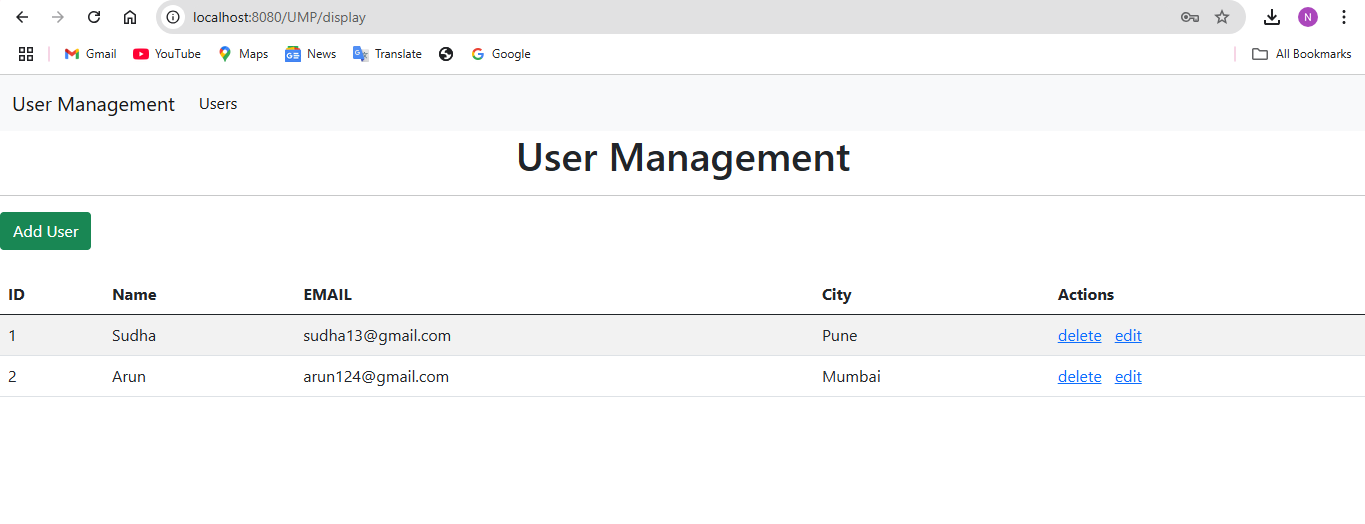 localhost:8080/UMP/display
N
Gmail YouTube Maps News Translate Google All Bookmarks
User Management Users
User Management
Add User
ID Name EMAIL City Actions
1 Sudha sudha13@gmail.com Pune delete edit
2 Arun arun124@gmail.com Mumbai delete edit